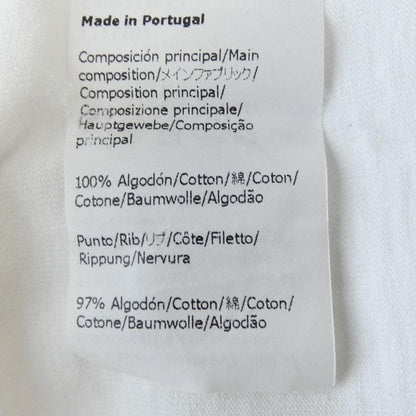 Made in Portugal
Composición principal/Main
composition/メインファブリック/
Composition principal/
Composizione principale/
Hauptgewebe/Composição
principal
100% Algodón/Cotton/綿/Coton/
Cotone/Baumwolle/Algodão
Punto/Rib/リブ/Côte/Filetto/
Rippung/Nervura
97% Algodón/Cotton/綿/Coton/
Cotone/Baumwolle/Algodão